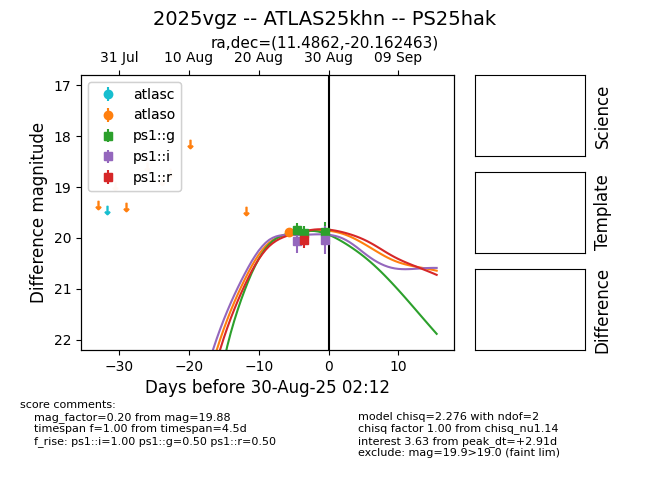 2025vgz -- ATLAS25khn -- PS25hak
ra,dec=(11.4862,-20.162463)
31 Jul 10 Aug 20 Aug 30 Aug 09 Sep
17
18
19
20
21
22
Difference magnitude
atlasc
atlaso
ps1::g
ps1::i
ps1::r
−30 −20 −10 0 10
Days before 30-Aug-25 02:12
Science
Template
Difference
score comments:
mag_factor=0.20 from mag=19.88
timespan f=1.00 from timespan=4.5d
f_rise: ps1::i=1.00 ps1::g=0.50 ps1::r=0.50
model chisq=2.276 with ndof=2
chisq factor 1.00 from chisq_nu1.14
interest 3.63 from peak_dt=+2.91d
exclude: mag=19.9>19.0 (faint lim)